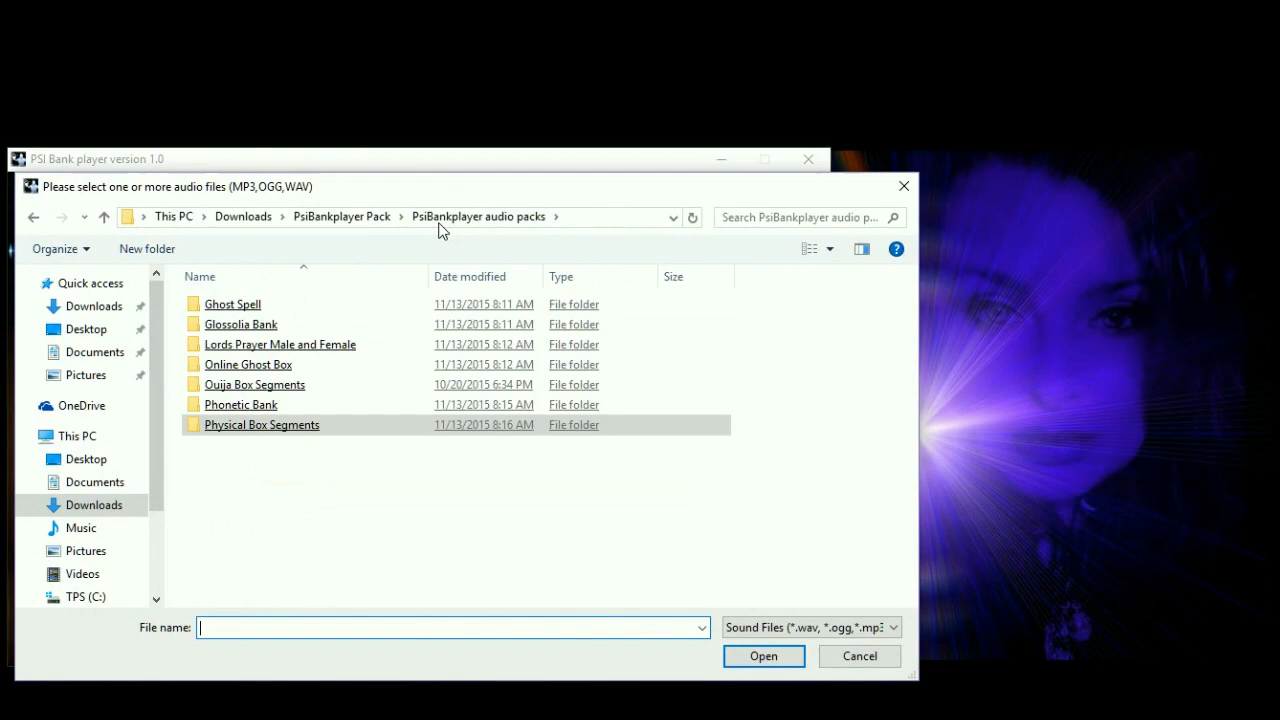 PSI Bank player version 1.0
Please select one or more audio files (MP3,OGG,WAV)
This PC Downloads PsiBankplayer Pack PsiBankplayer audio packs
Search PsiBankplayer audio p...
Organize New folder
Name Date modified Type Size
Quick access
Downloads
Desktop
Documents
Pictures
OneDrive
This PC
Desktop
Documents
Downloads
Music
Pictures
Videos
TPS (C:)
Ghost Spell 11/13/2015 8:11 AM File folder
Glossolia Bank 11/13/2015 8:11 AM File folder
Lords Prayer Male and Female 11/13/2015 8:12 AM File folder
Online Ghost Box 11/13/2015 8:12 AM File folder
Ouija Box Segments 10/20/2015 6:34 PM File folder
Phonetic Bank 11/13/2015 8:15 AM File folder
Physical Box Segments 11/13/2015 8:16 AM File folder
File name: Sound Files (*.wav, *.ogg,*.mp3
Open Cancel